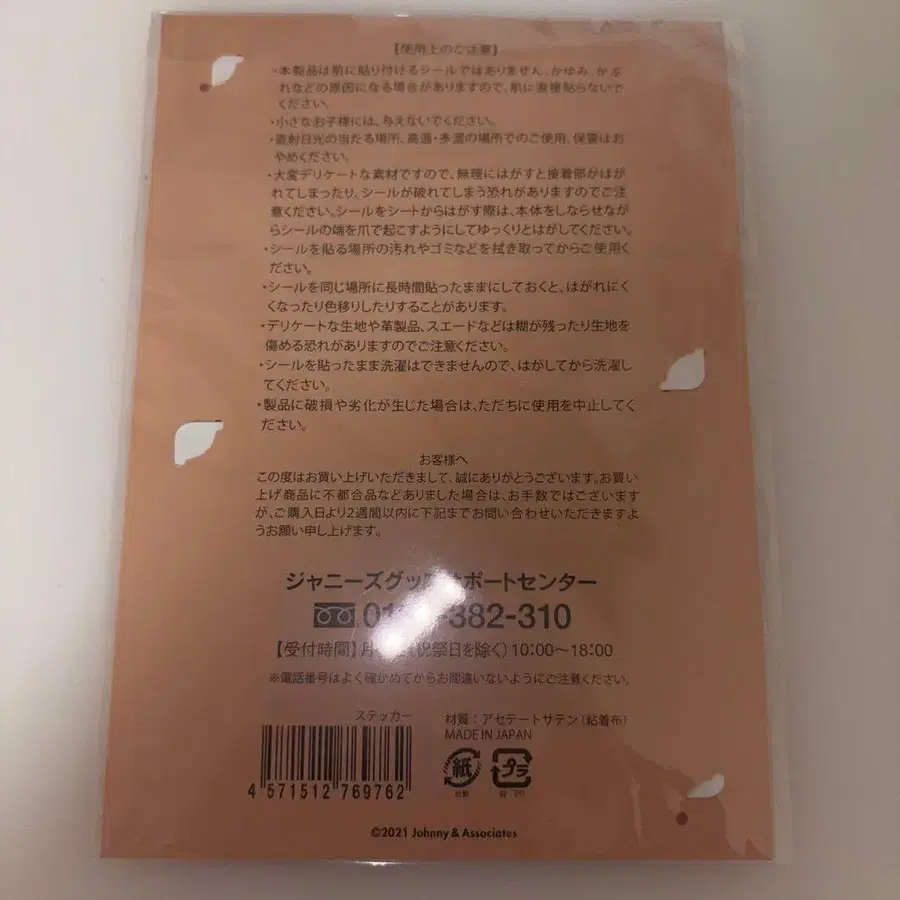 【使用上のご注意】
・本製品は肌に貼り付けるシールではありません。かゆみ、かぶ
れなどの原因になる場合がありますので、肌に直接貼らないで
ください。
・小さなお子様には、与えないでください。
・直射日光の当たる場所、高温・多湿の場所でのご使用、保管はお
やめください。
・大変デリケートな素材ですので、無理にはがすと接着部がはが
れてしまったり、シールが破れてしまう恐れがありますのでご注
意ください。シールをシートからはがす際は、本体をしならせなが
らシールの端を爪で起こすようにしてゆっくりとはがしてください。
・シールを貼る場所の汚れやゴミなどを拭き取ってからご使用く
ださい。
・シールを同じ場所に長時間貼ったままにしておくと、はがれにく
くなったり色移りしたりすることがあります。
・デリケートな生地や革製品、スエードなどは糊が残ったり生地を
傷める恐れがありますのでご注意ください。
・シールを貼ったまま洗濯はできませんので、はがしてから洗濯し
てください。
・製品に破損や劣化が生じた場合は、ただちに使用を中止してく
ださい。
お客様へ
この度はお買い上げいただきまして、誠にありがとうございます。お買い
上げ商品に不都合品などありました場合は、お手数ではございます
が、ご購入日より2週間以内に下記までお問い合わせいただきますよ
うお願い申し上げます。
ジャニーズグッズサポートセンター
-382-310
【受付時間】月 (祝祭日を除く) 10:00〜18:00
※電話番号はよく確かめてからお間違いないようにご注意ください。
ステッカー
材質：アセテートサテン（粘着布）
MADE IN JAPAN
紙
プラ
4 571512 769762
©2021 Johnny & Associates